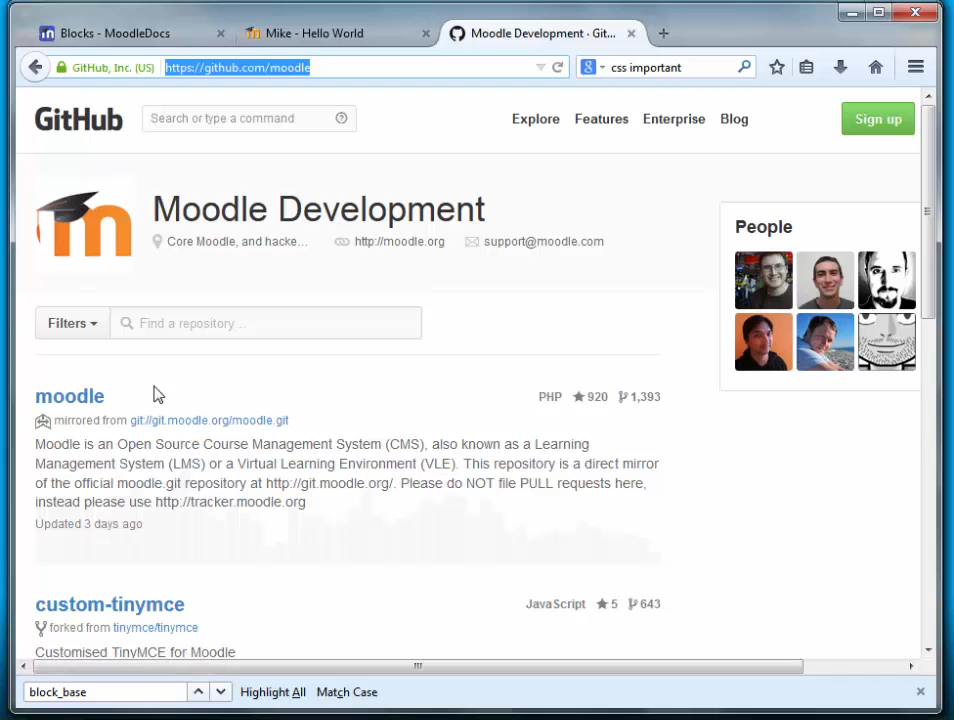 Blocks - MoodleDocs
Mike - Hello World
Moodle Development · Git...
GitHub, Inc. (US)
https://github.com/moodle
css important
GitHub
Search or type a command
Explore
Features
Enterprise
Blog
Sign up
Moodle Development
Core Moodle, and hacke...
http://moodle.org
support@moodle.com
People
Filters
Find a repository...
moodle
PHP
920
1,393
mirrored from git://git.moodle.org/moodle.git
Moodle is an Open Source Course Management System (CMS), also known as a Learning
Management System (LMS) or a Virtual Learning Environment (VLE). This repository is a direct mirror
of the official moodle.git repository at http://git.moodle.org/. Please do NOT file PULL requests here,
instead please use http://tracker.moodle.org
Updated 3 days ago
custom-tinymce
JavaScript
5
643
forked from tinymce/tinymce
Customised TinyMCE for Moodle
block_base
Highlight All
Match Case